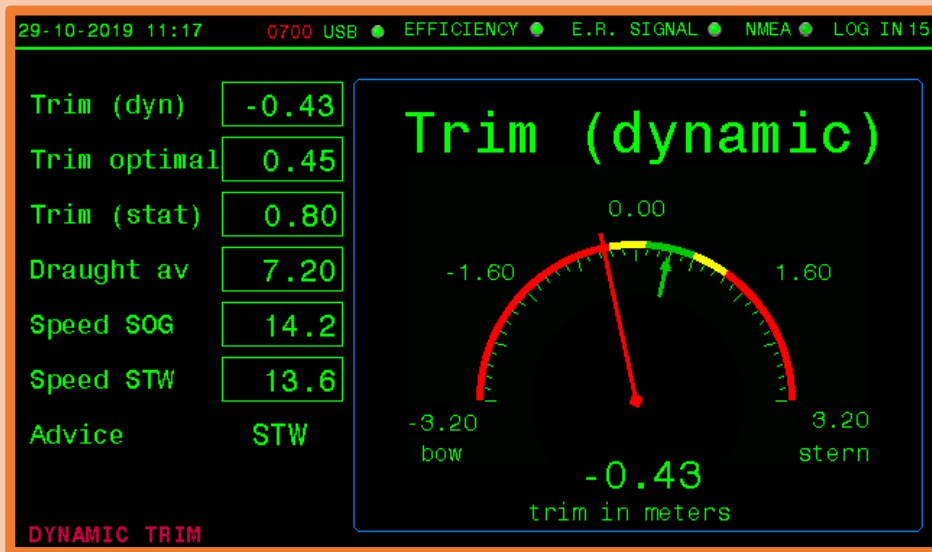 29-10-2019 11:17 0700 USB EFFICIENCY E.R. SIGNAL NMEA LOG IN 15
Trim (dyn) -0.43
Trim optimal 0.45
Trim (stat) 0.80
Draught av 7.20
Speed SOG 14.2
Speed STW 13.6
Advice STW
DYNAMIC TRIM
Trim (dynamic)
0.00
-1.60 1.60
-3.20 3.20
bow stern
-0.43
trim in meters